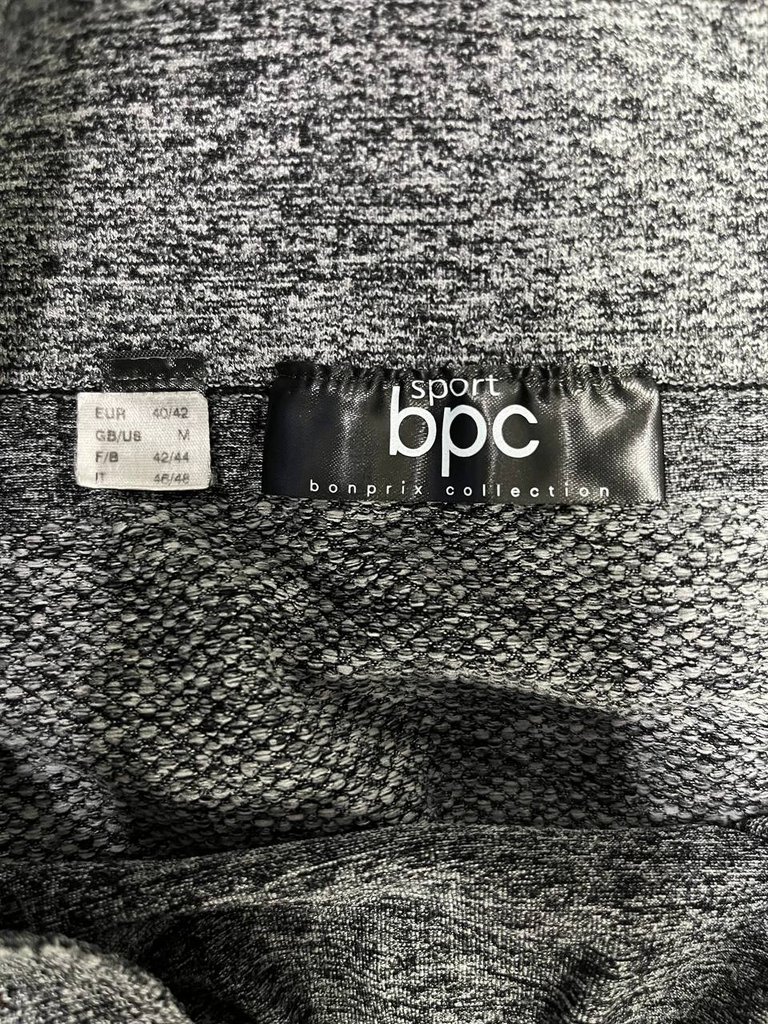 EUR 40/42
GB/US M
F/B 42/44
IT 46/48
sport
bpc
bonprix collection